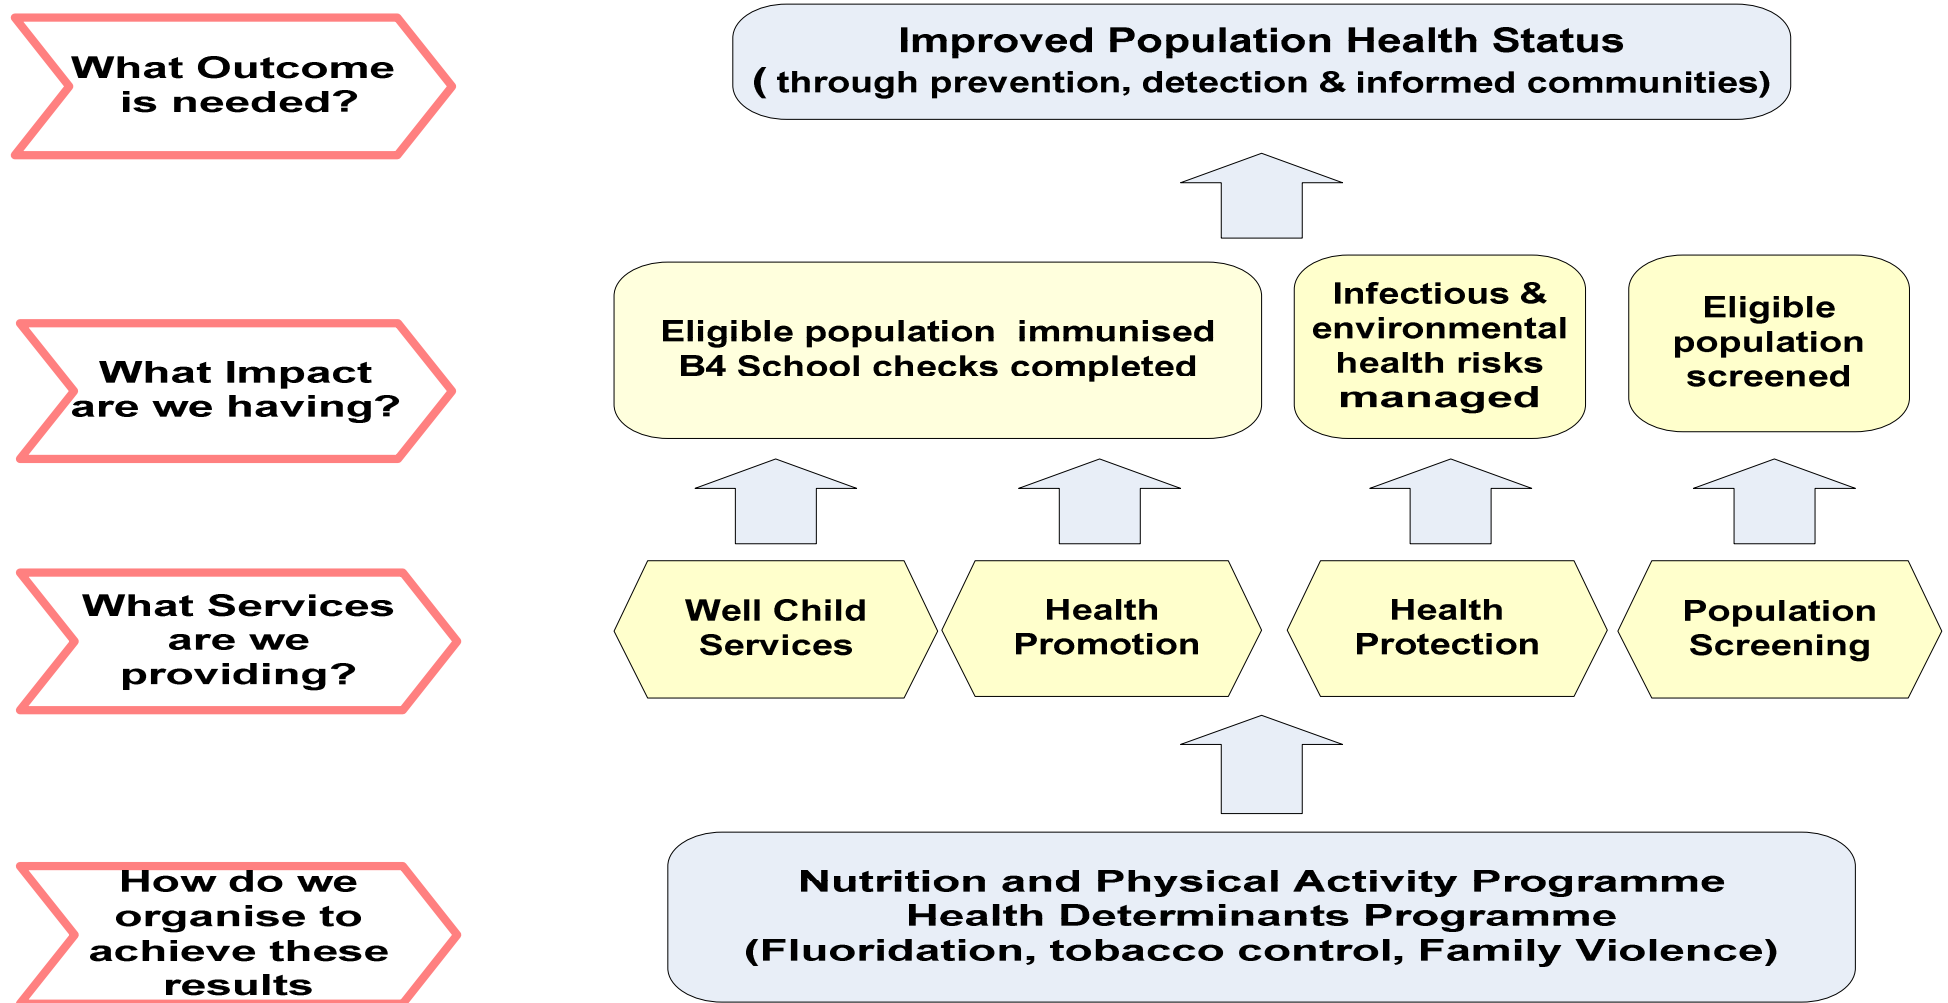 What Outcome
is needed?
Improved Population Health Status
( through prevention, detection & informed communities)
What Impact
are we having?
Eligible population immunised
B4 School checks completed
Infectious &
environmental
health risks
managed
Eligible
population
screened
What Services
are we
providing?
Well Child
Services
Health
Promotion
Health
Protection
Population
Screening
How do we
organise to
achieve these
results
Nutrition and Physical Activity Programme
Health Determinants Programme
(Fluoridation, tobacco control, Family Violence)